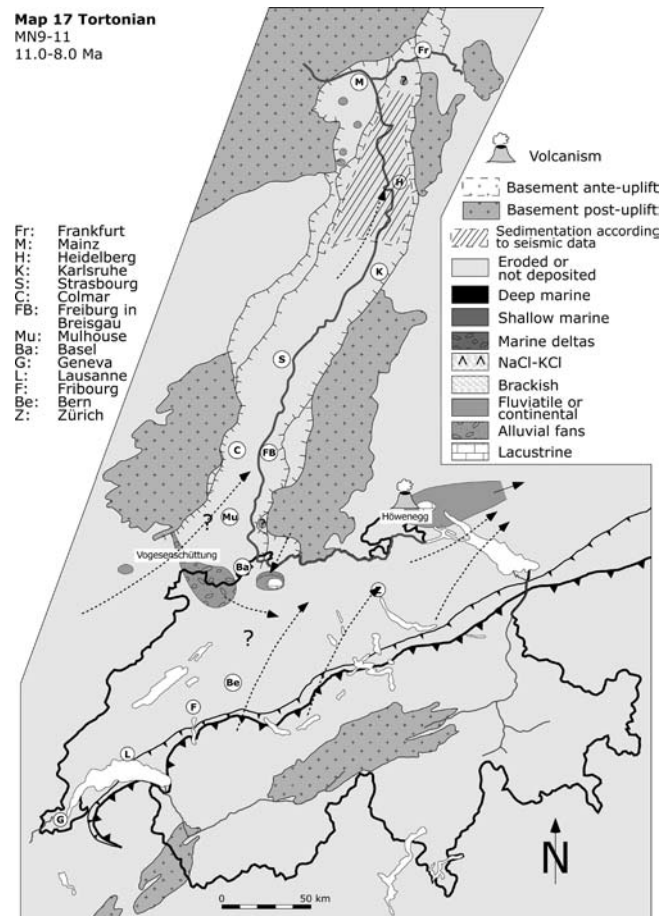 Map 17 Tortonian
MN9-11
11.0-8.0 Ma
Fr
M
?
H
K
S
C
FB
?
Mu
?
Ba
Vogesenschüttung
Höwenegg
Z
?
Be
F
L
G
Volcanism
Basement ante-uplift
Basement post-uplift
Sedimentation according
to seismic data
Eroded or
not deposited
Deep marine
Shallow marine
Marine deltas
NaCl-KCl
Brackish
Fluviatile or
continental
Alluvial fans
Lacustrine
Fr: Frankfurt
M: Mainz
H: Heidelberg
K: Karlsruhe
S: Strasbourg
C: Colmar
FB: Freiburg in
Breisgau
Mu: Mulhouse
Ba: Basel
G: Geneva
L: Lausanne
F: Fribourg
Be: Bern
Z: Zürich
N
0 50 km